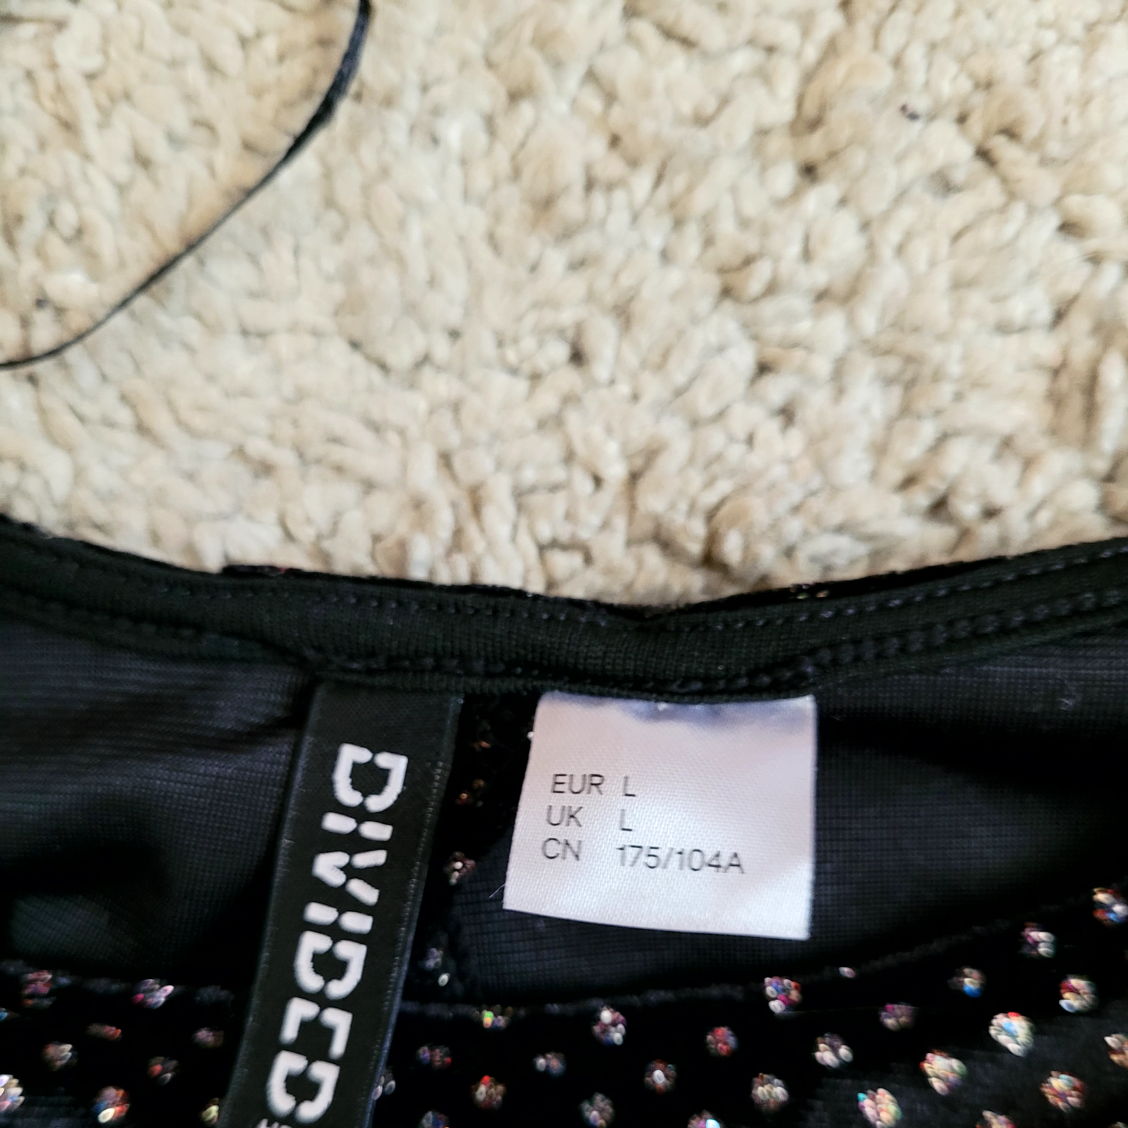 DIVIDED
EUR L
UK L
CN 175/104A